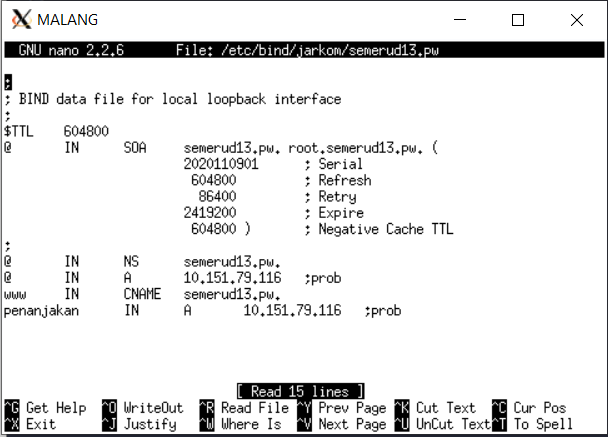 MALANG
GNU nano 2.2.6 File: /etc/bind/jarkom/semerud13.pw
;
; BIND data file for local loopback interface
;
$TTL 604800
@ IN SOA semerud13.pw. root.semerud13.pw. (
2020110901 ; Serial
604800 ; Refresh
86400 ; Retry
2419200 ; Expire
604800 ) ; Negative Cache TTL
;
@ IN NS semerud13.pw.
@ IN A 10.151.79.116 ;prob
www IN CNAME semerud13.pw.
penanjakan IN A 10.151.79.116 ;prob
[ Read 15 lines ]
^G Get Help ^O WriteOut ^R Read File ^Y Prev Page ^K Cut Text ^C Cur Pos
^X Exit ^J Justify ^W Where Is ^V Next Page ^U UnCut Text ^T To Spell